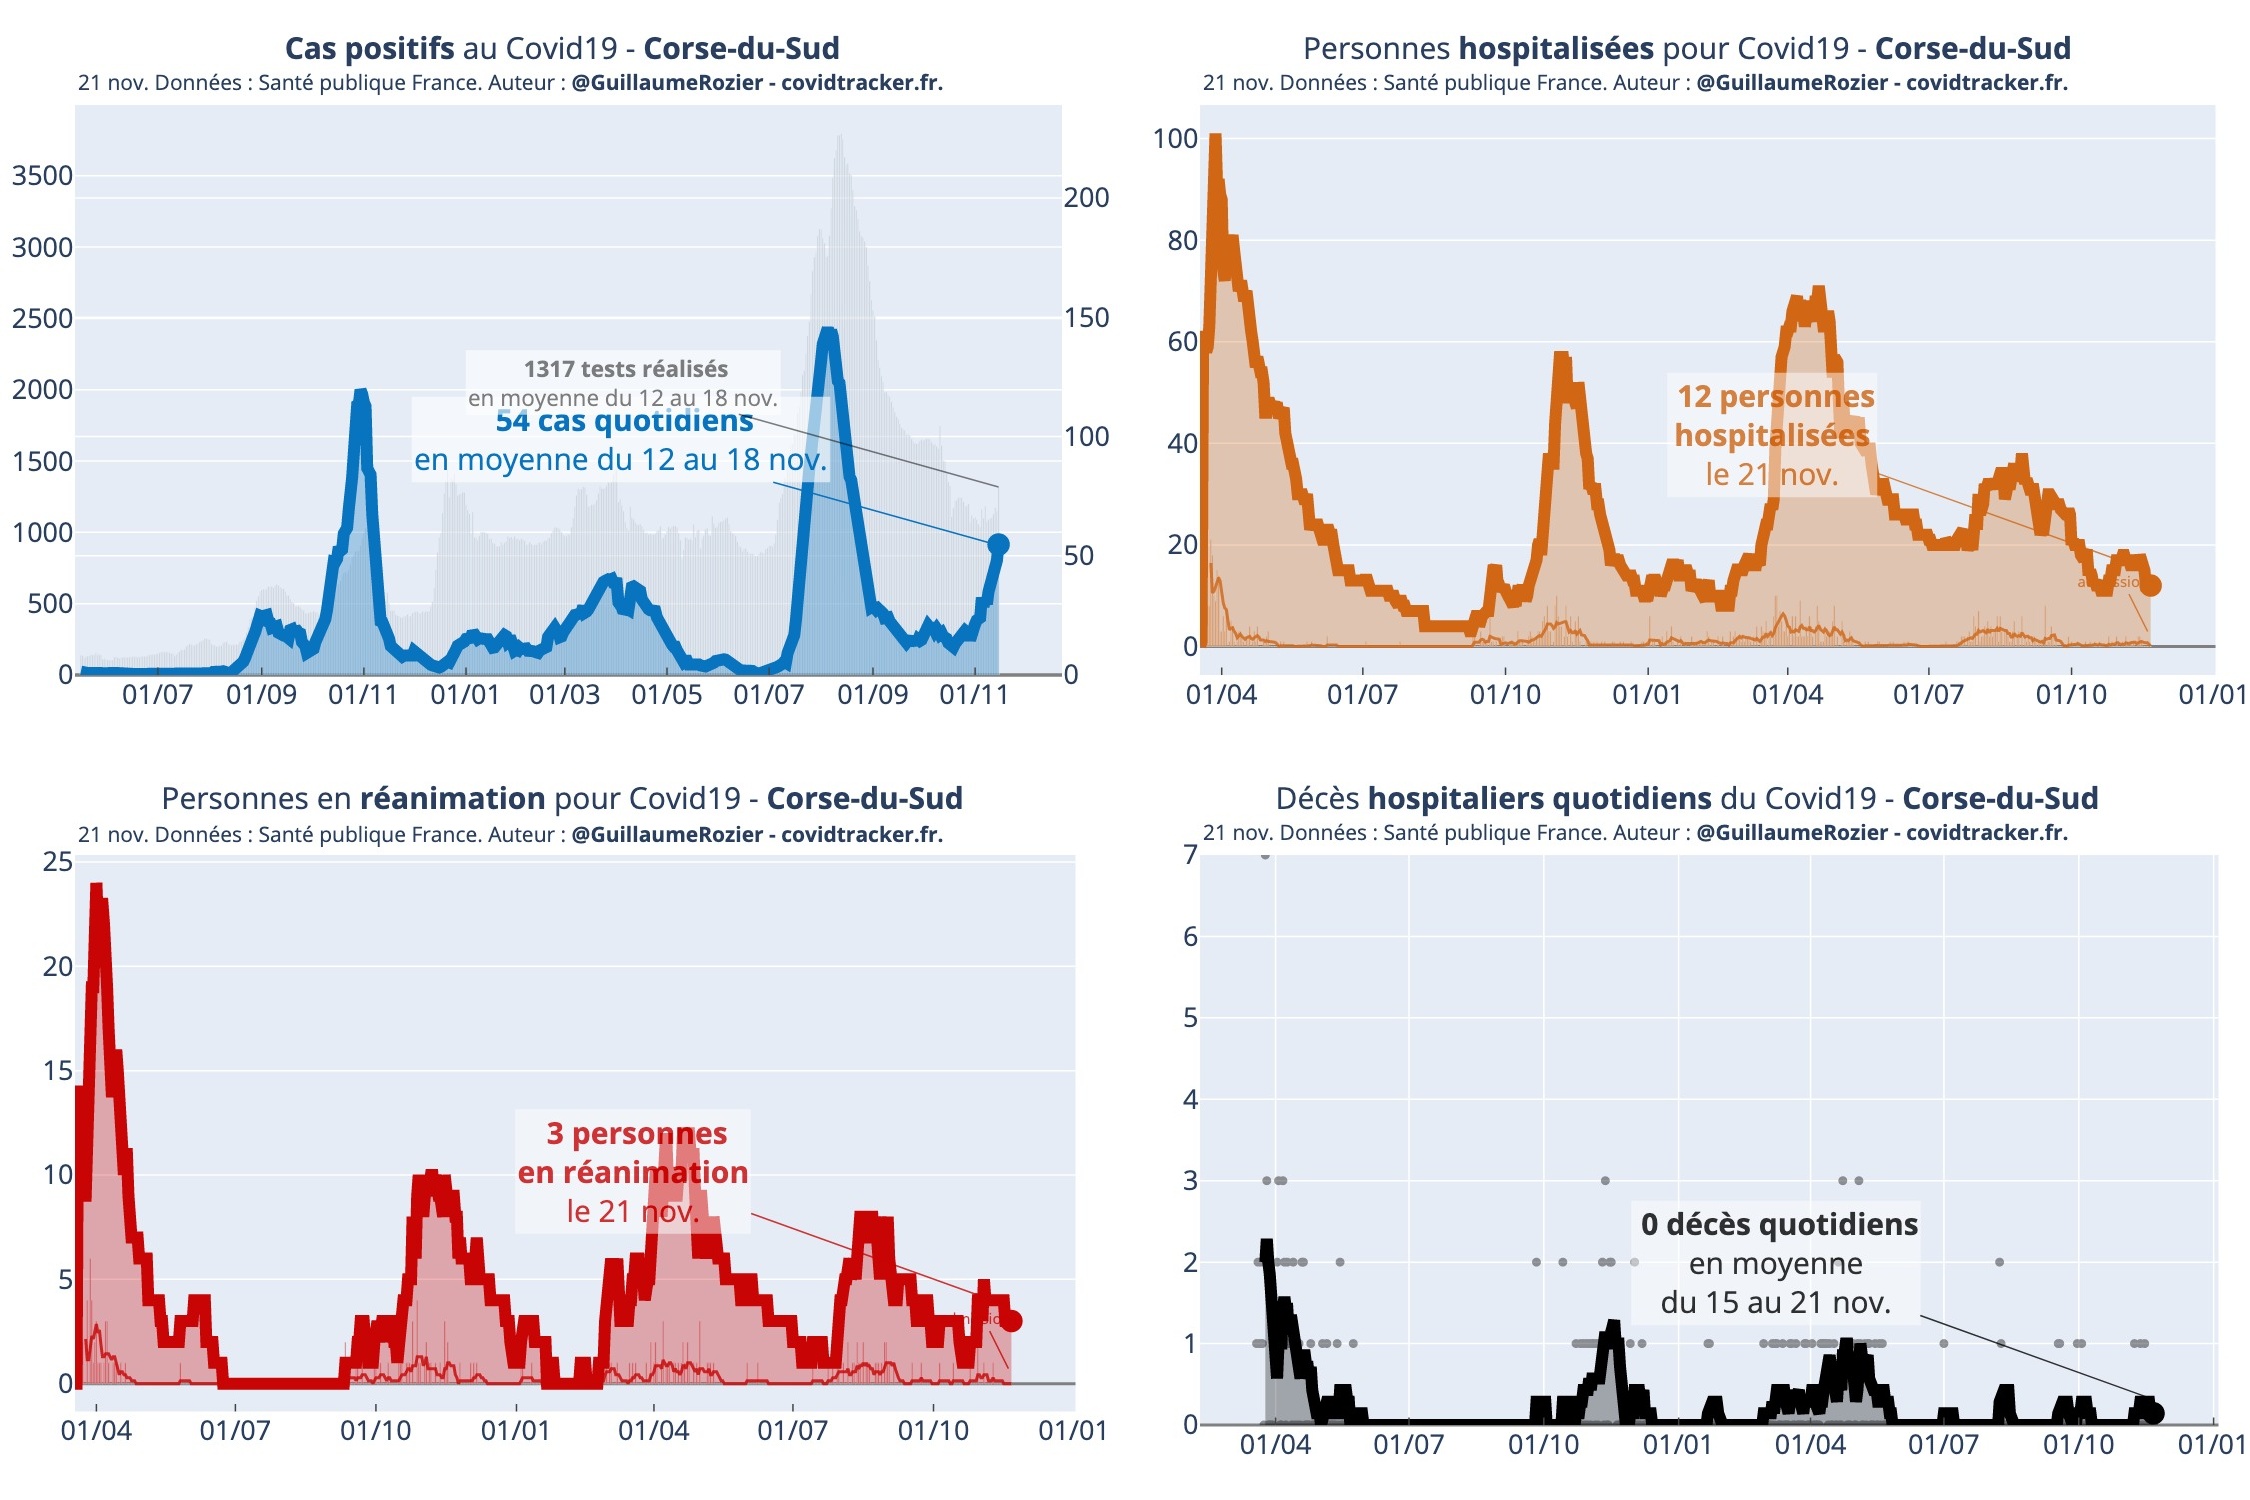 Cas positifs au Covid19 - Corse-du-Sud
21 nov. Données : Santé publique France. Auteur : @GuillaumeRozier - covidtracker.fr.
3500
3000
2500
2000
1500
1000
500
0
200
150
100
50
0
1317 tests réalisés
en moyenne du 12 au 18 nov.
54 cas quotidiens
en moyenne du 12 au 18 nov.
01/07 01/09 01/11 01/01 01/03 01/05 01/07 01/09 01/11
Personnes hospitalisées pour Covid19 - Corse-du-Sud
21 nov. Données : Santé publique France. Auteur : @GuillaumeRozier - covidtracker.fr.
100
80
60
40
20
0
12 personnes
hospitalisées
le 21 nov.
01/04 01/07 01/10 01/01 01/04 01/07 01/10 01/01
Personnes en réanimation pour Covid19 - Corse-du-Sud
21 nov. Données : Santé publique France. Auteur : @GuillaumeRozier - covidtracker.fr.
25
20
15
10
5
0
3 personnes
en réanimation
le 21 nov.
01/04 01/07 01/10 01/01 01/04 01/07 01/10 01/01
Décès hospitaliers quotidiens du Covid19 - Corse-du-Sud
21 nov. Données : Santé publique France. Auteur : @GuillaumeRozier - covidtracker.fr.
7
6
5
4
3
2
1
0
0 décès quotidiens
en moyenne
du 15 au 21 nov.
01/04 01/07 01/10 01/01 01/04 01/07 01/10 01/01